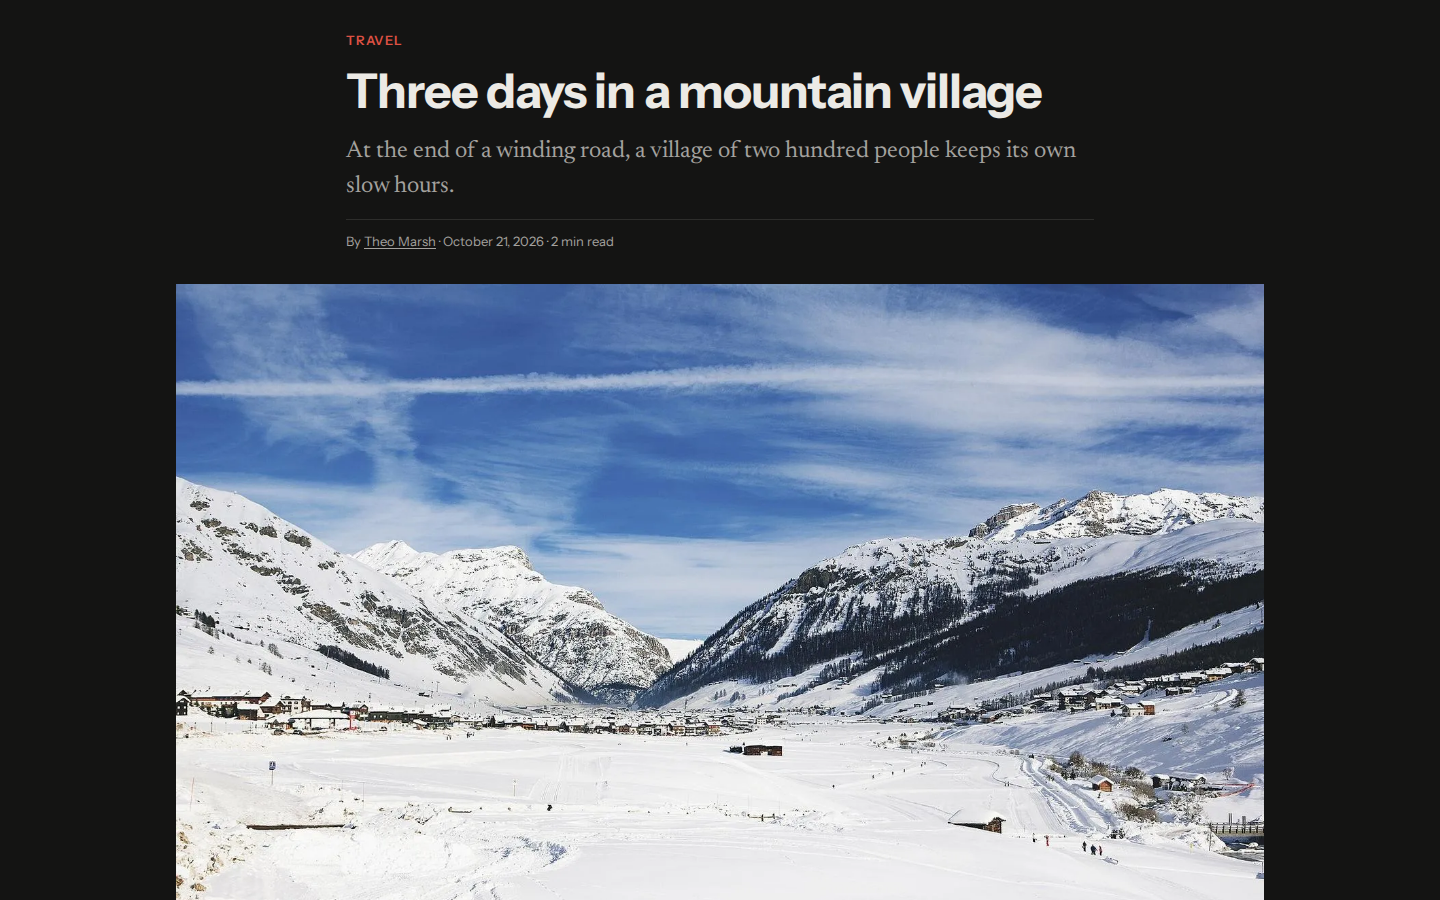 TRAVEL
Three days in a mountain village
At the end of a winding road, a village of two hundred people keeps its own
slow hours.
By Theo Marsh · October 21, 2026 · 2 min read